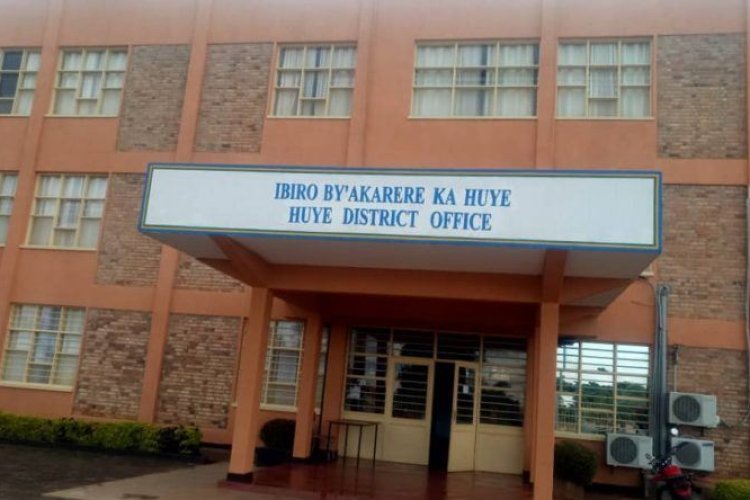 IBIRO BY'AKARERE KA HUYE
HUYE DISTRICT OFFICE